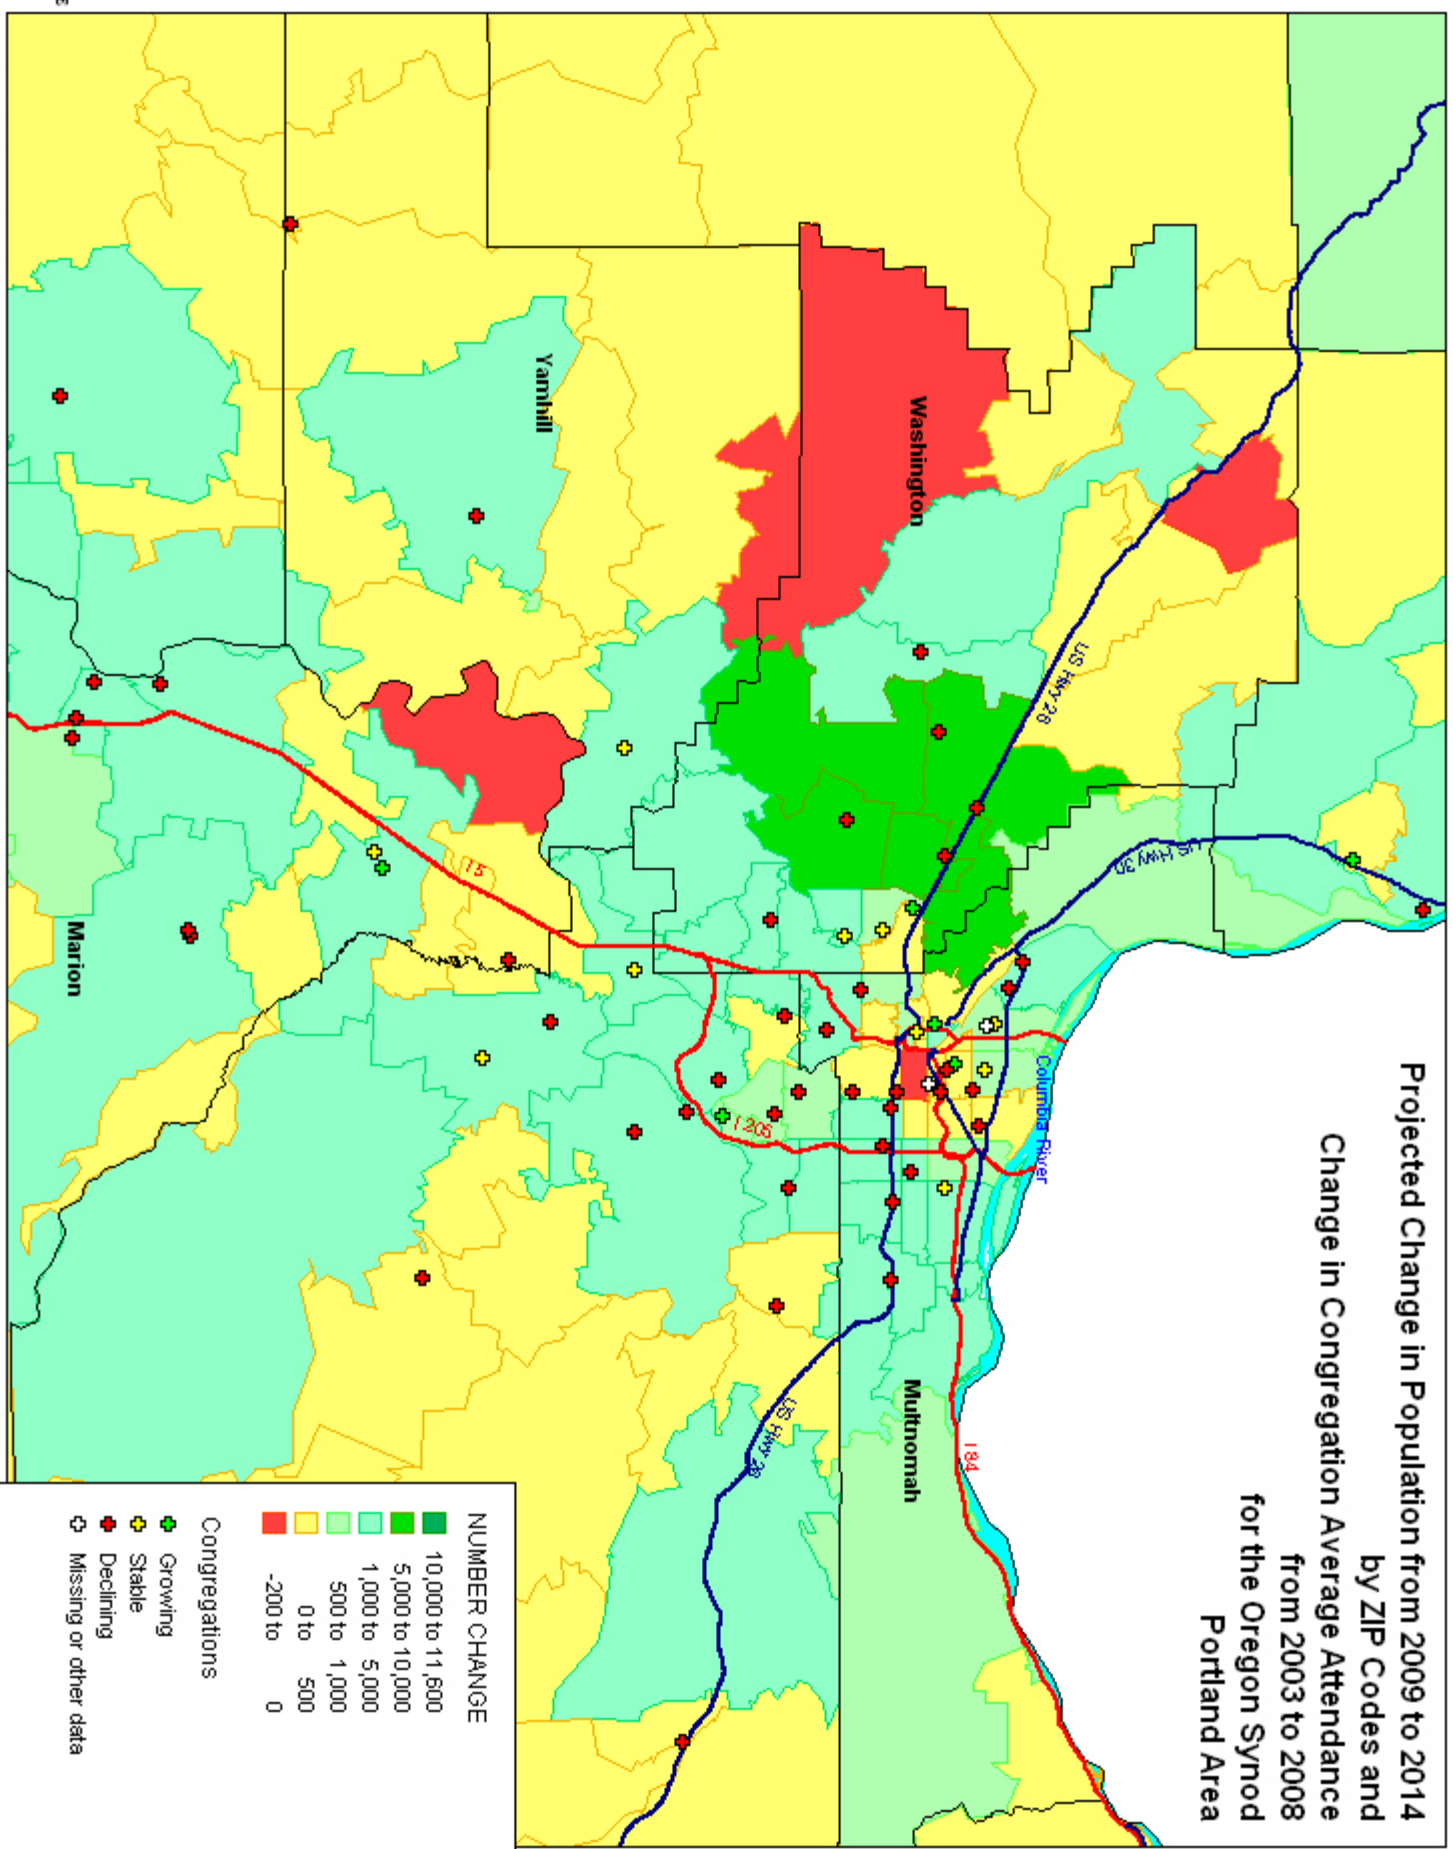 Projected Change in Population from 2009 to 2014
by ZIP Codes and
Change in Congregation Average Attendance
from 2003 to 2008
for the Oregon Synod
Portland Area
US Hwy 30
Columbia River
US Hwy 26
I 84
Washington
Multnomah
I 205
US Hwy 26
Yamhill
I 5
Marion
NUMBER CHANGE
10,000 to 11,600
5,000 to 10,000
1,000 to 5,000
500 to 1,000
0 to 500
-200 to 0
Congregations
Growing
Stable
Declining
Missing or other data